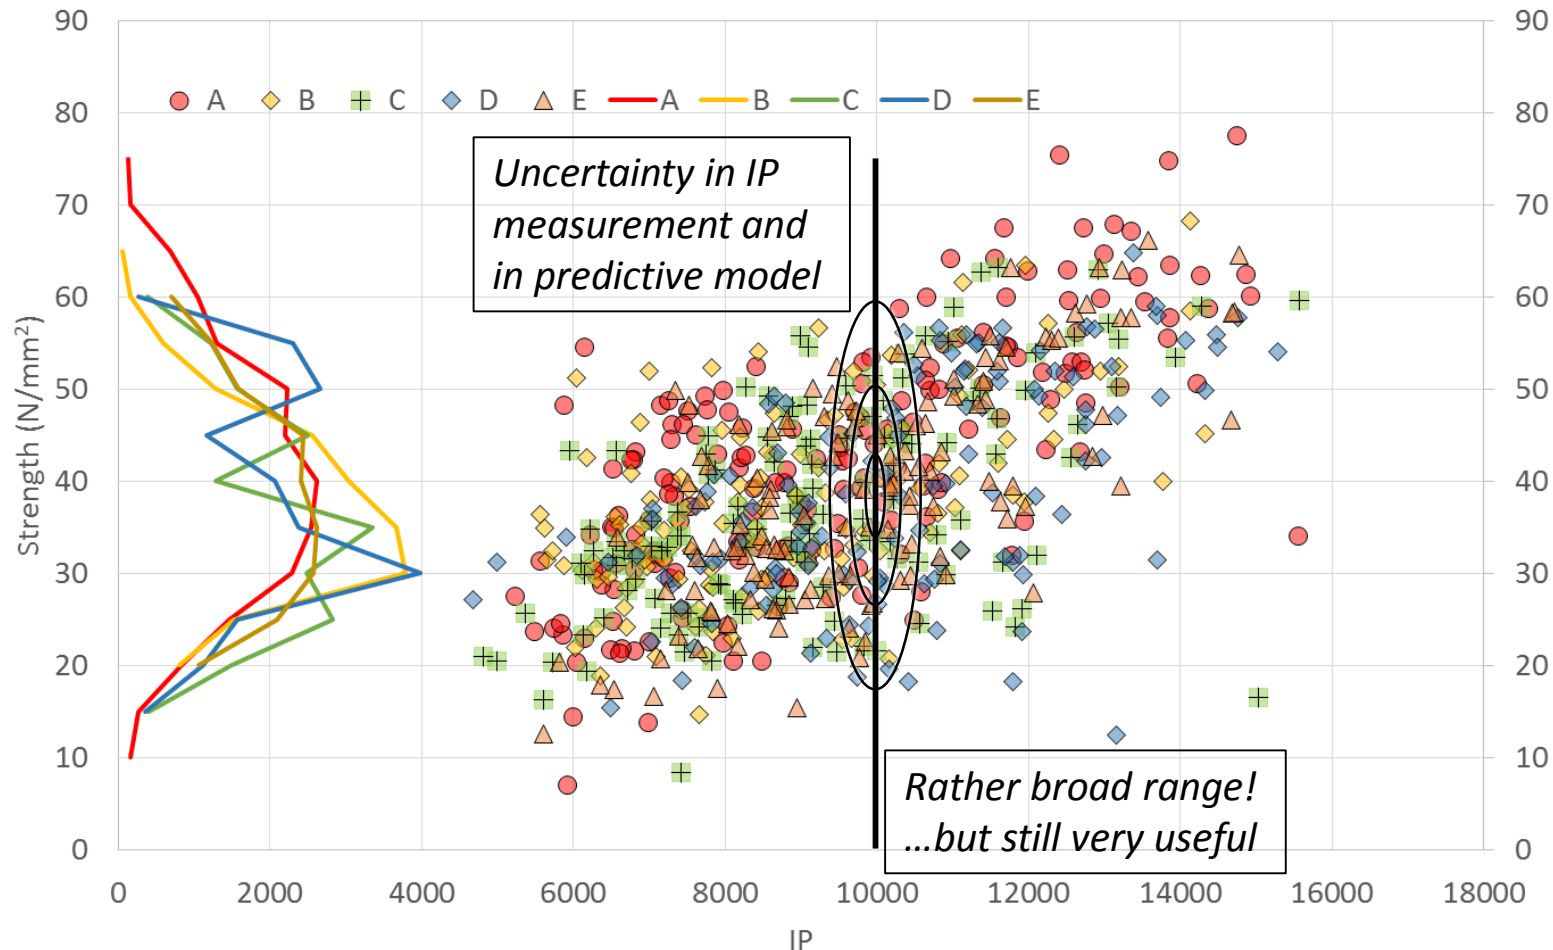 90
80
70
60
50
40
30
20
10
0
Strength (N/mm²)
A B C D E A B C D E
Uncertainty in IP
measurement and
in predictive model
Rather broad range!
...but still very useful
90
80
70
60
50
40
30
20
10
0
0 2000 4000 6000 8000 10000 12000 14000 16000 18000
IP